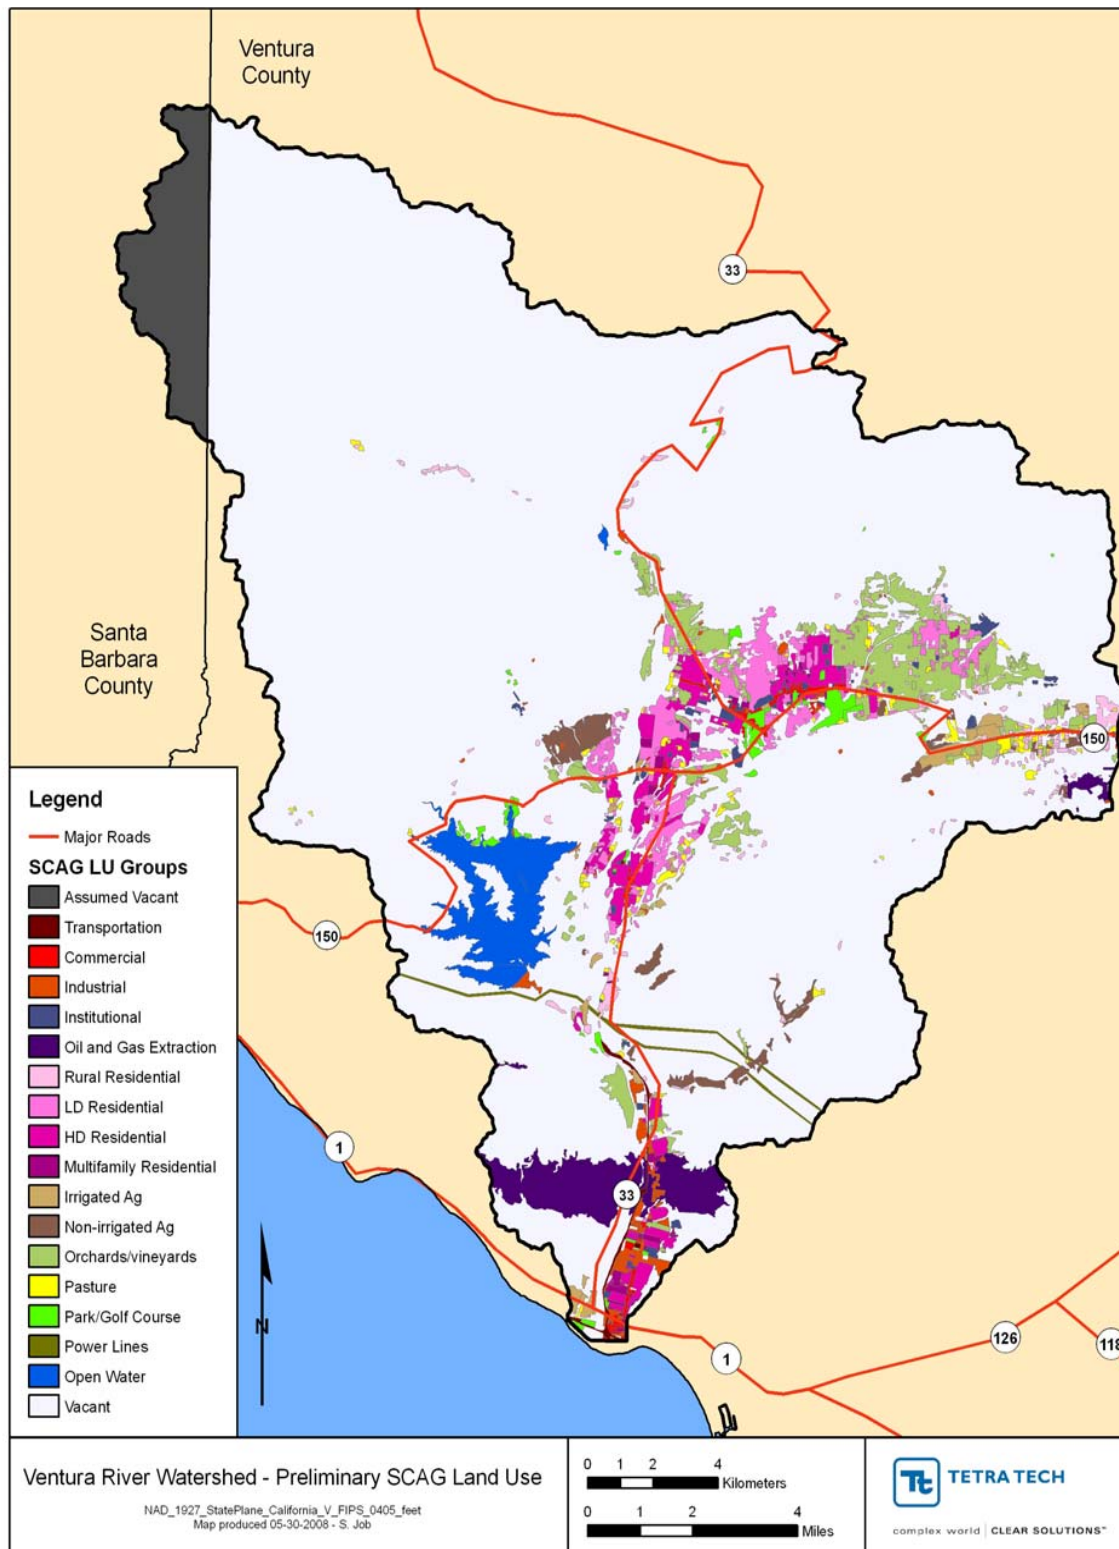 Ventura
County
33
Santa
Barbara
County
150
150
1
33
1
126
118
N
Legend
Major Roads
SCAG LU Groups
Assumed Vacant
Transportation
Commercial
Industrial
Institutional
Oil and Gas Extraction
Rural Residential
LD Residential
HD Residential
Multifamily Residential
Irrigated Ag
Non-irrigated Ag
Orchards/vineyards
Pasture
Park/Golf Course
Power Lines
Open Water
Vacant
Ventura River Watershed - Preliminary SCAG Land Use
NAD_1927_StatePlane_California_V_FIPS_0405_feet
Map produced 05-30-2008 - S. Job
0 1 2 4
Kilometers
0 1 2 4
Miles
Tt TETRA TECH
complex world | CLEAR SOLUTIONS™